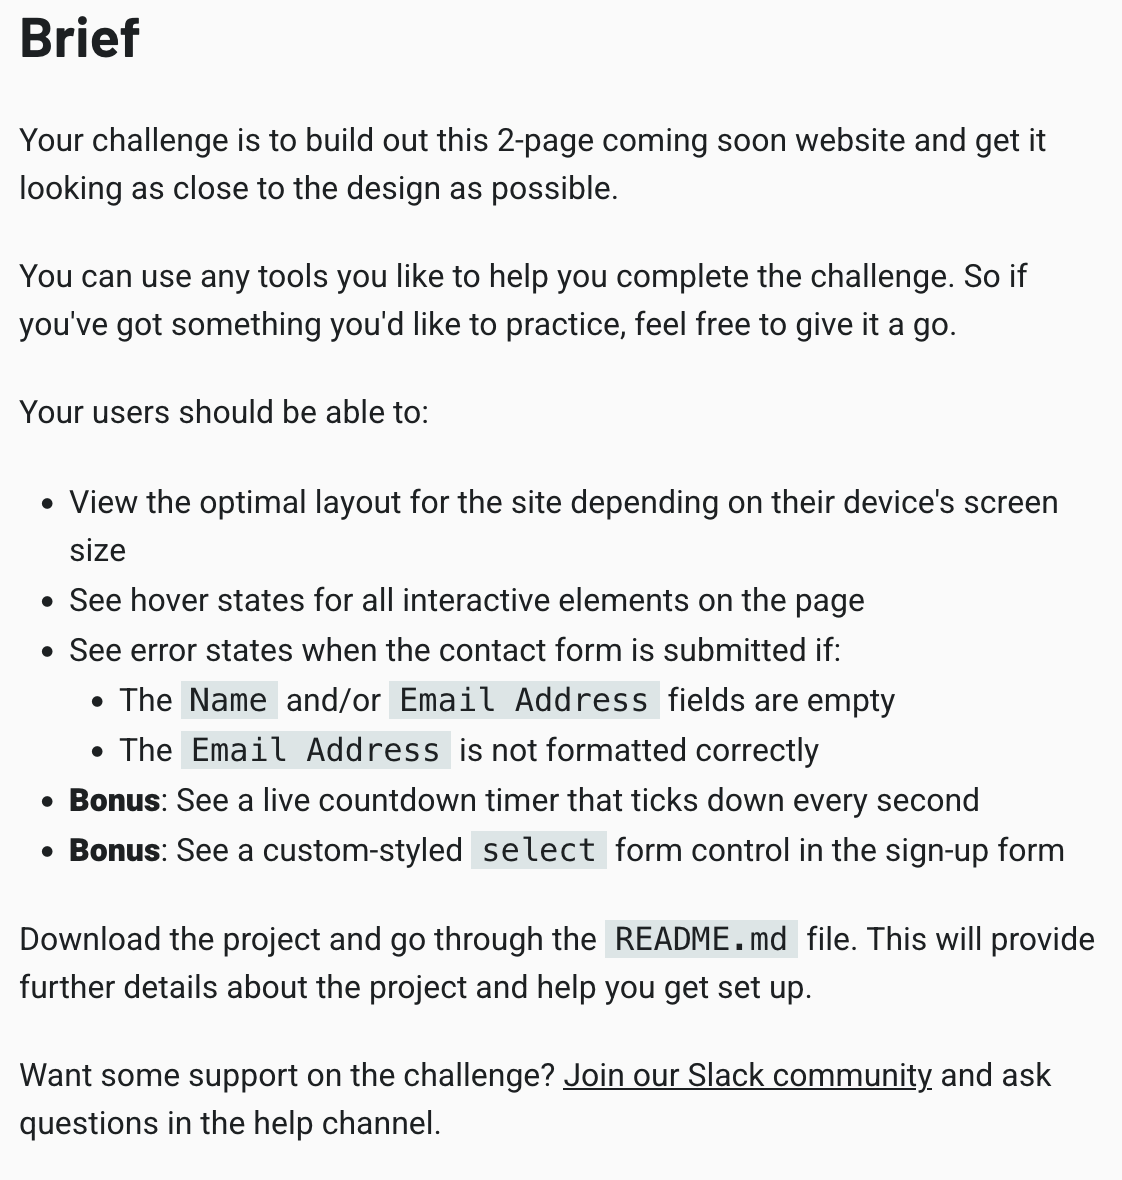 Brief
Your challenge is to build out this 2-page coming soon website and get it
looking as close to the design as possible.
You can use any tools you like to help you complete the challenge. So if
you've got something you'd like to practice, feel free to give it a go.
Your users should be able to:
• View the optimal layout for the site depending on their device's screen
size
• See hover states for all interactive elements on the page
• See error states when the contact form is submitted if:
• The Name and/or Email Address fields are empty
• The Email Address is not formatted correctly
• Bonus: See a live countdown timer that ticks down every second
• Bonus: See a custom-styled select form control in the sign-up form
Download the project and go through the README.md file. This will provide
further details about the project and help you get set up.
Want some support on the challenge? Join our Slack community and ask
questions in the help channel.